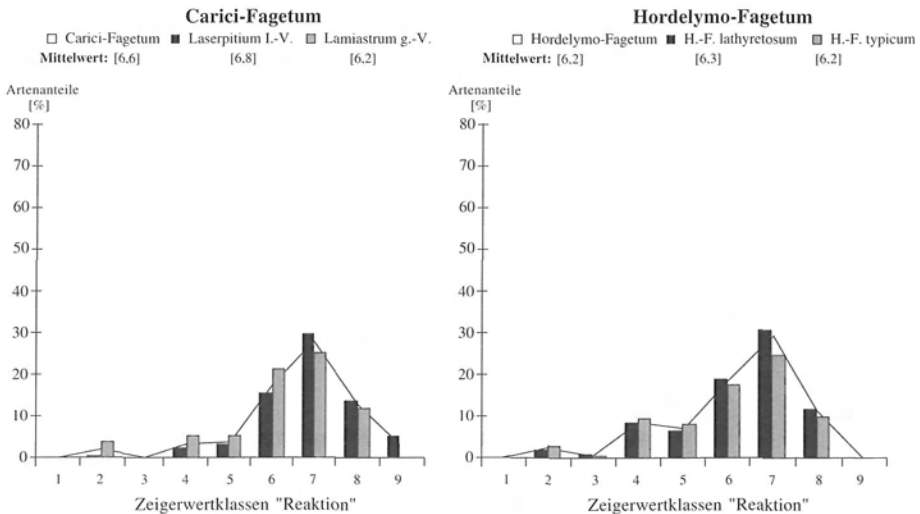 Carici-Fagetum
Carici-Fagetum Laserpitium l.-V. Lamiastrum g.-V.
Mittelwert: [6,6] [6,8] [6,2]
Artenanteile
[%]
80
70
60
50
40
30
20
10
0
1 2 3 4 5 6 7 8 9
Zeigerwertklassen "Reaktion"
Hordelymo-Fagetum
Hordelymo-Fagetum H.-F. lathyretosum H.-F. typicum
Mittelwert: [6.2] [6.3] [6.2]
Artenanteile
[%]
80
70
60
50
40
30
20
10
0
1 2 3 4 5 6 7 8 9
Zeigerwertklassen "Reaktion"